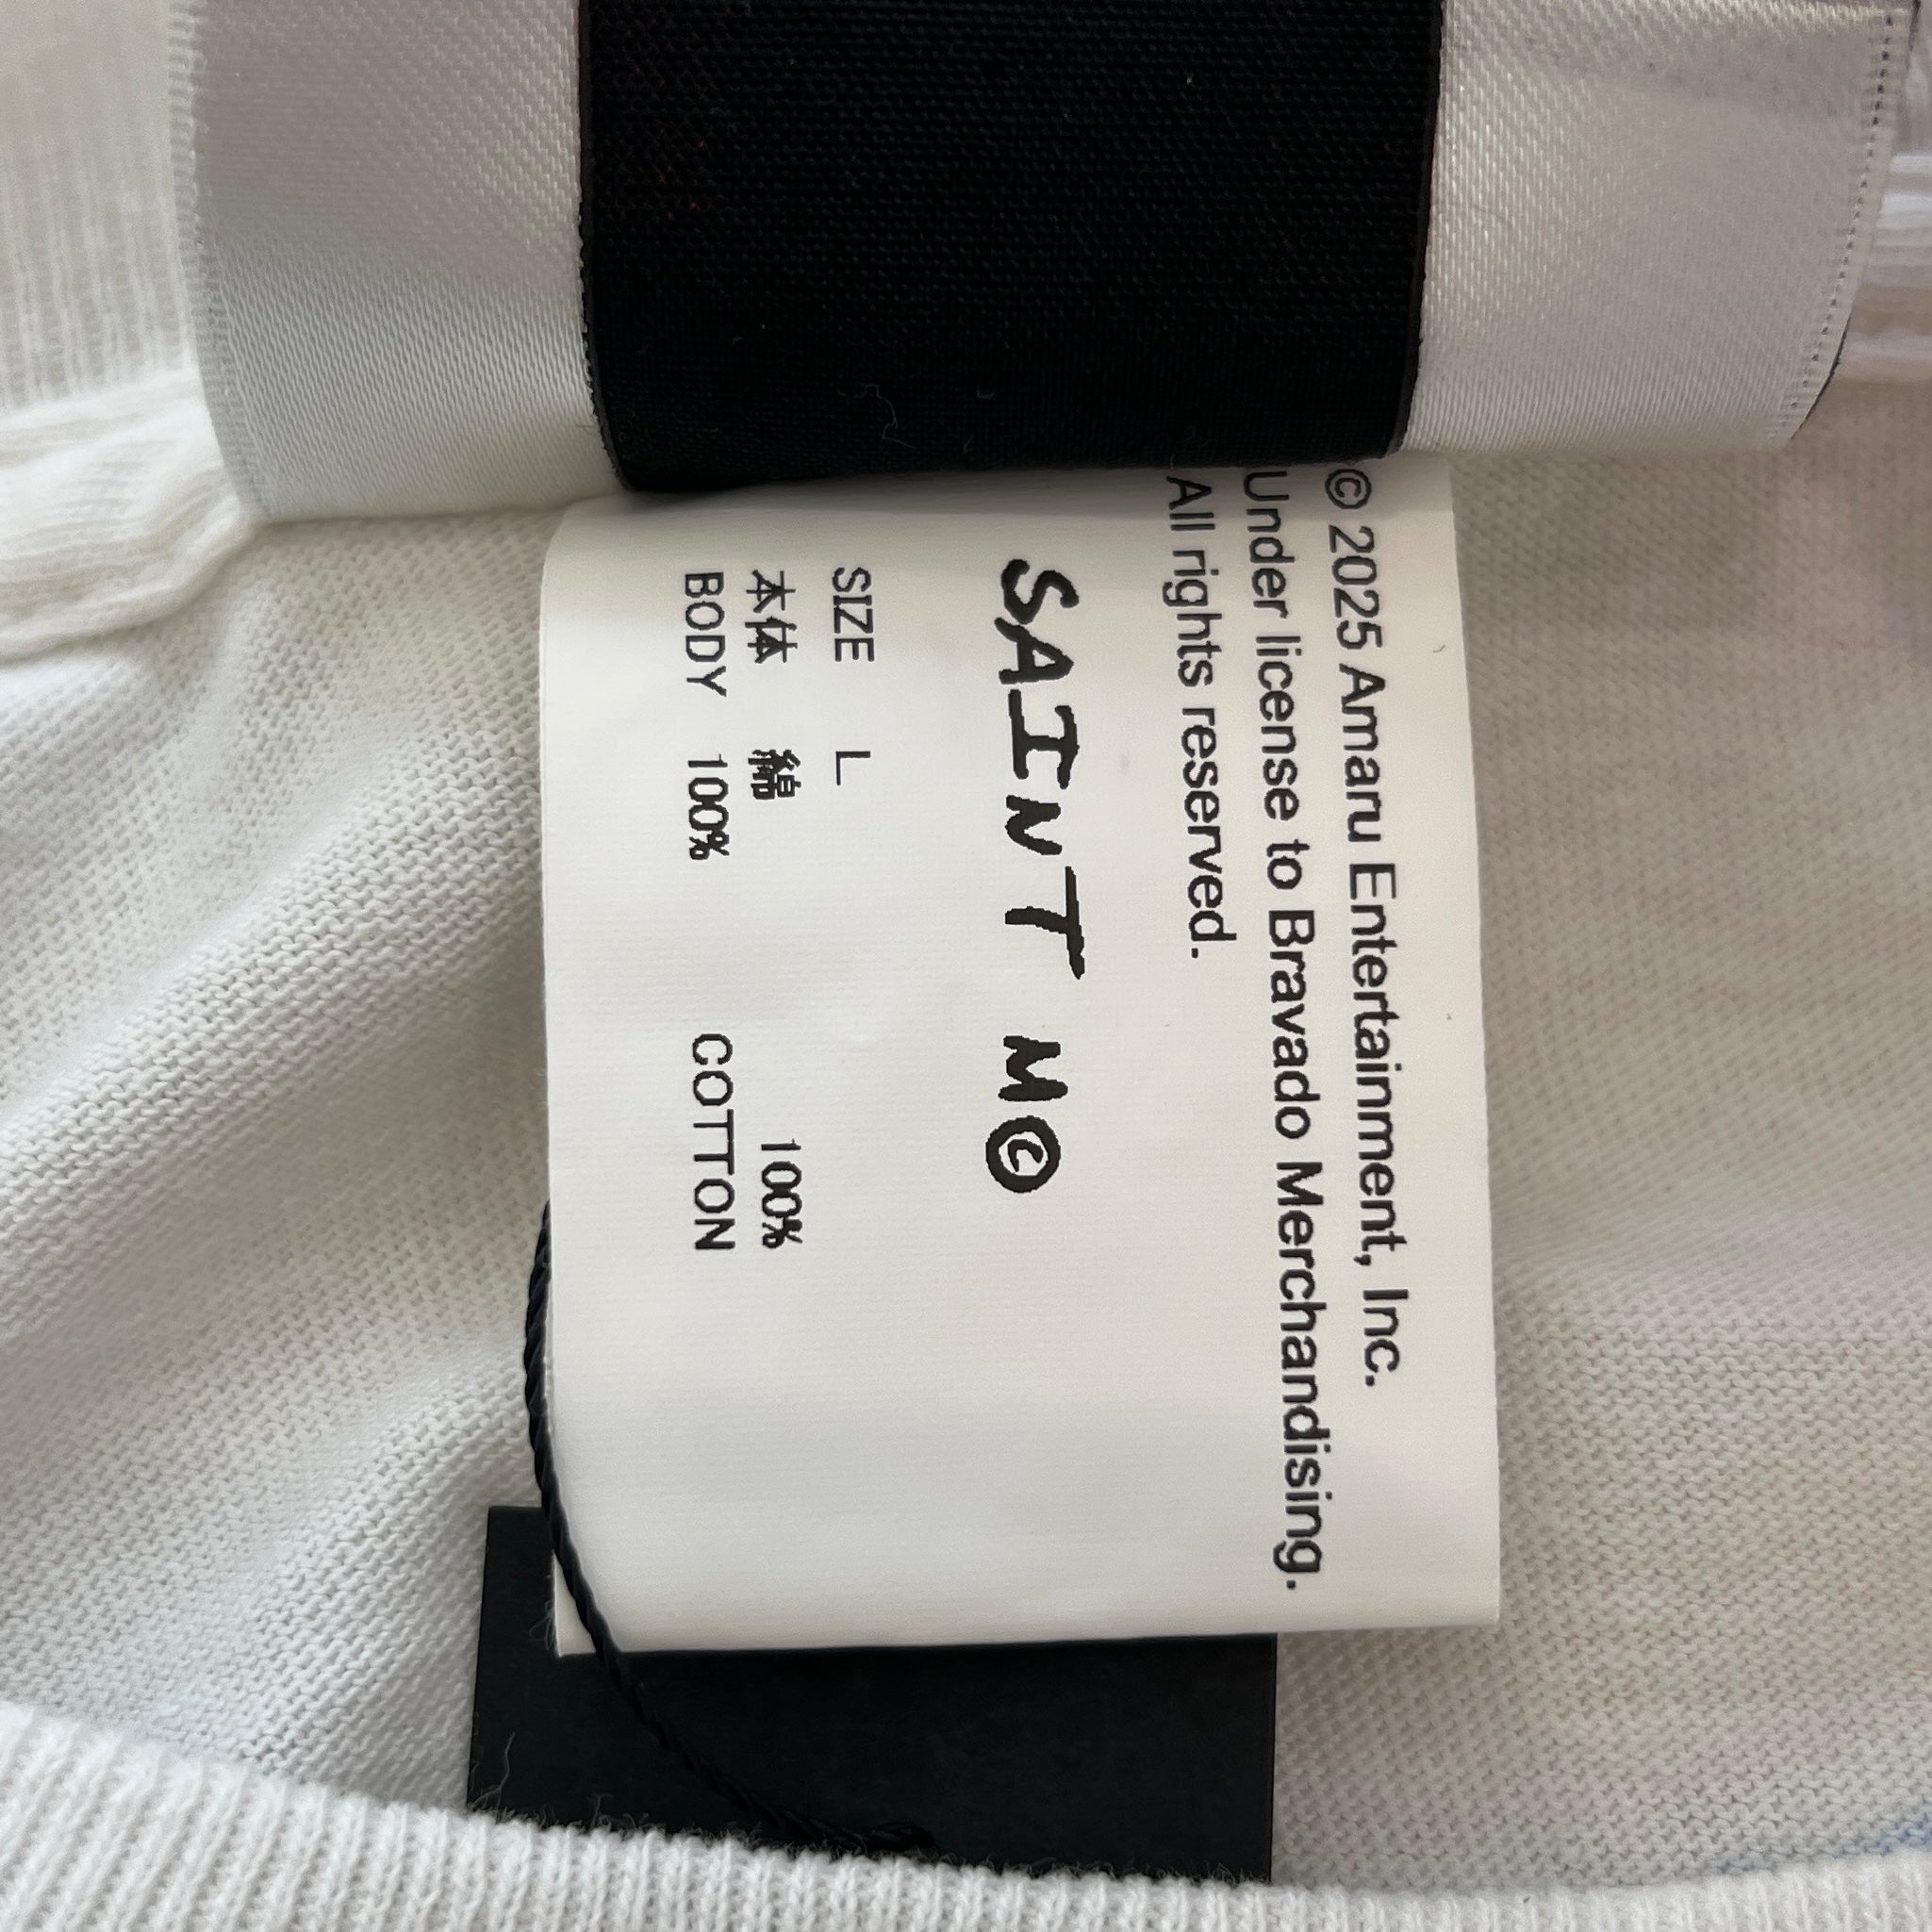 © 2025 Amaru Entertainment, Inc.
Under license to Bravado Merchandising.
All rights reserved.
SAINT M©
SIZE L
本体 綿 100%
BODY 100% COTTON